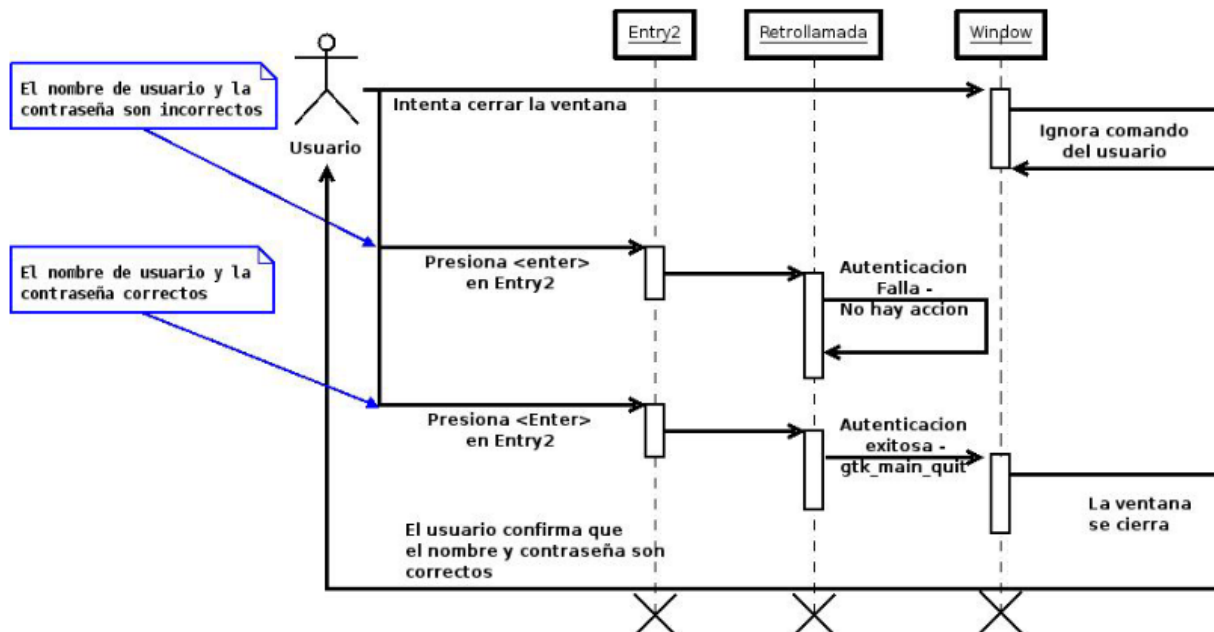 Entry2
Retrollamada
Window
El nombre de usuario y la
contraseña son incorrectos
Intenta cerrar la ventana
Usuario
Ignora comando
del usuario
El nombre de usuario y la
contraseña correctos
Presiona <enter>
en Entry2
Autenticacion
Falla -
No hay accion
Presiona <Enter>
en Entry2
Autenticacion
exitosa -
gtk_main_quit
La ventana
se cierra
El usuario confirma que
el nombre y contraseña son
correctos